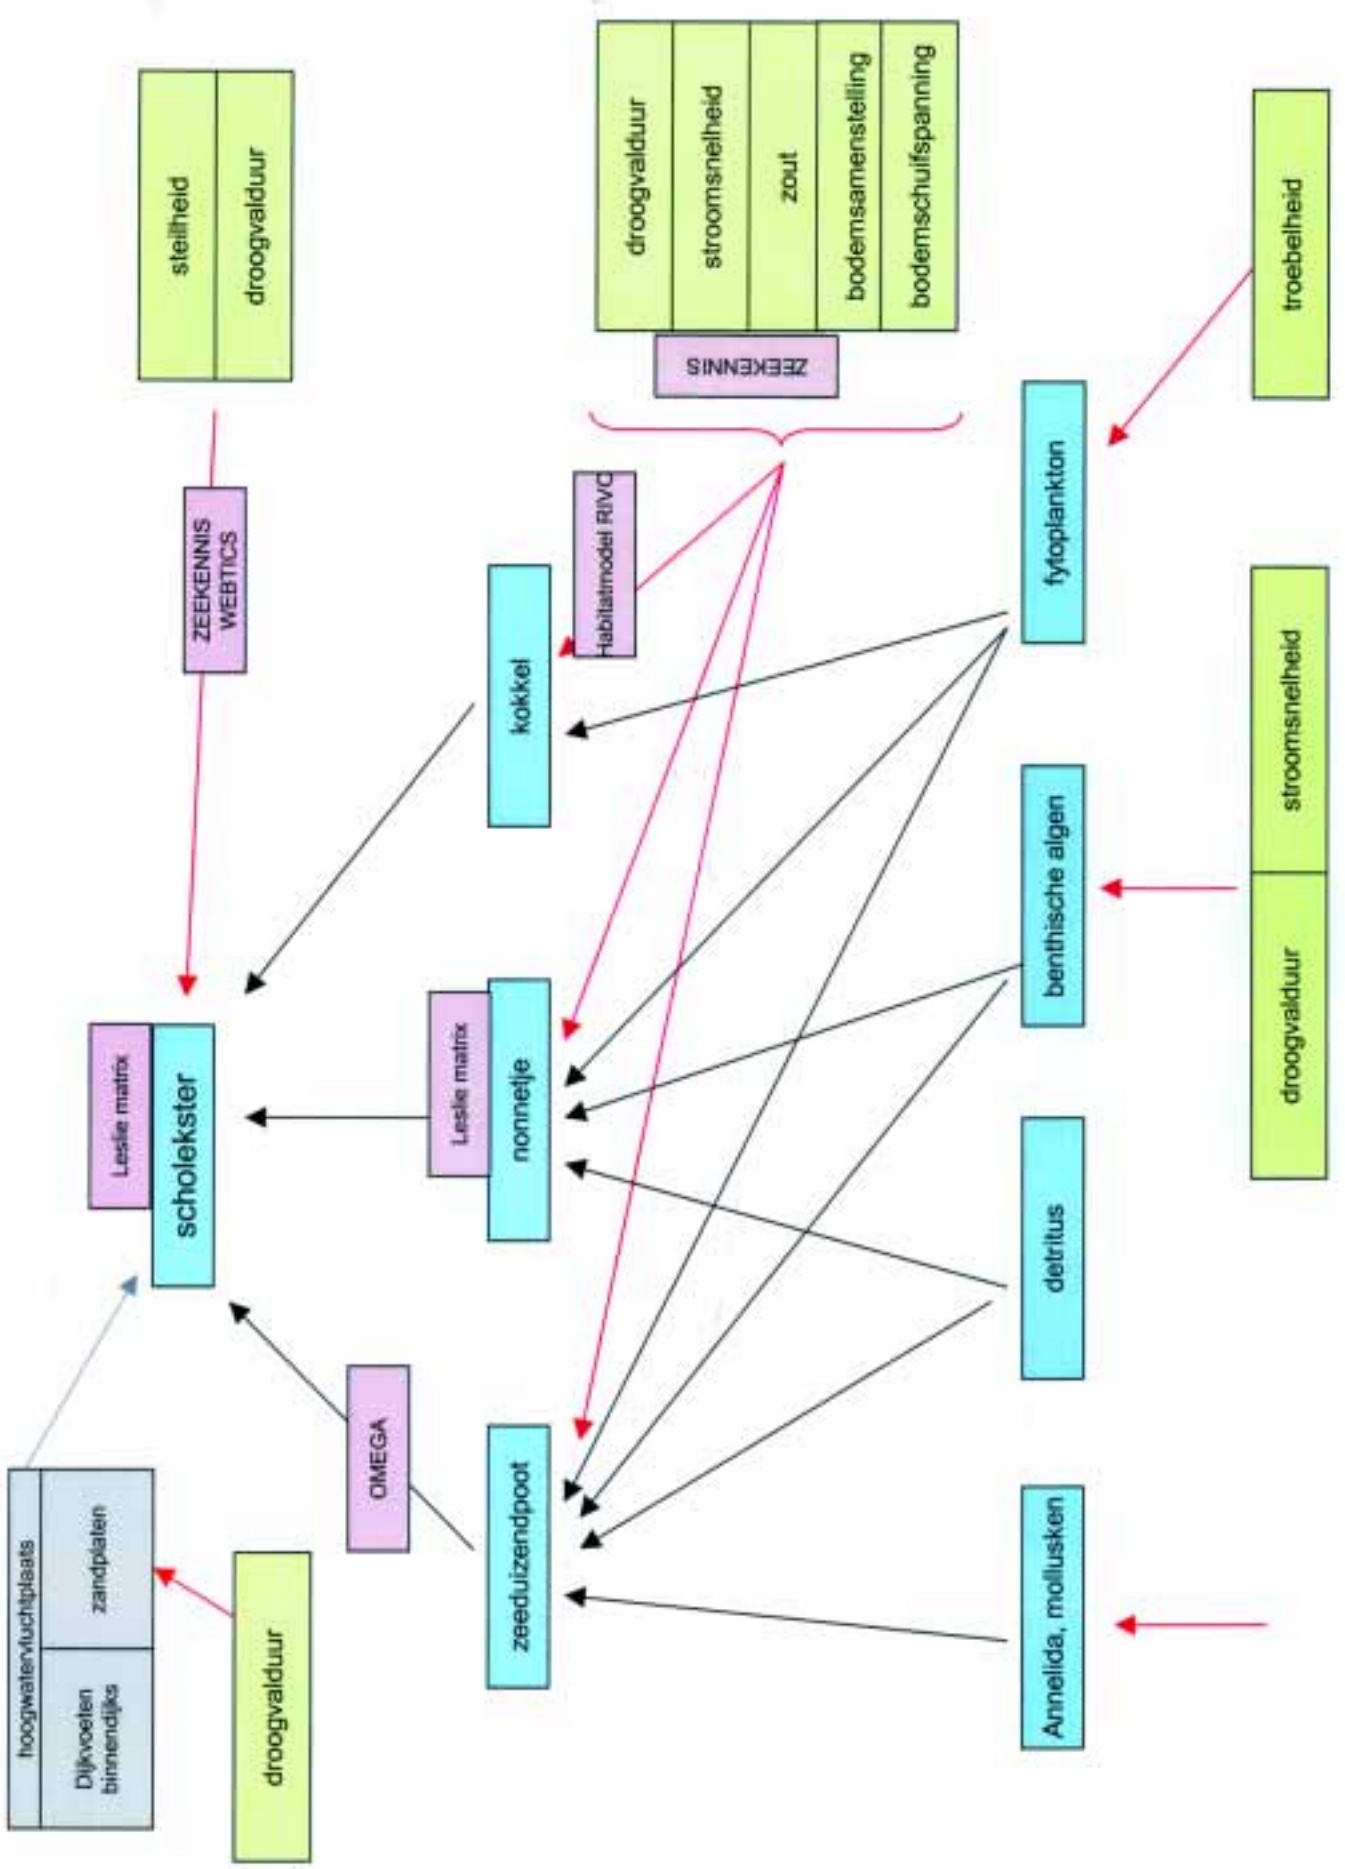 hoogwatervluchtplaats
Dijkvoeten
binnendijks
zandplaten
droogvalduur
Leslie matrix
scholekster
ZEEKENNIS
WEBTICS
steilheid
droogvalduur
OMEGA
zeeduizendpoot
Leslie matrix
nonnetje
kokkel
Habitatmodel RIVO
ZEEKENNIS
droogvalduur
stroomsnelheid
zout
bodemsamenstelling
bodemschuifspanning
Annelida, mollusken
detritus
benthische algen
fytoplankton
droogvalduur
stroomsnelheid
troebelheid